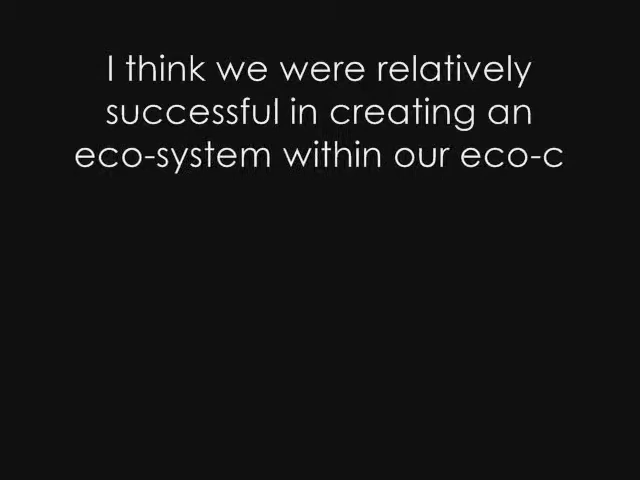 I think we were relatively
successful in creating an
eco-system within our eco-c